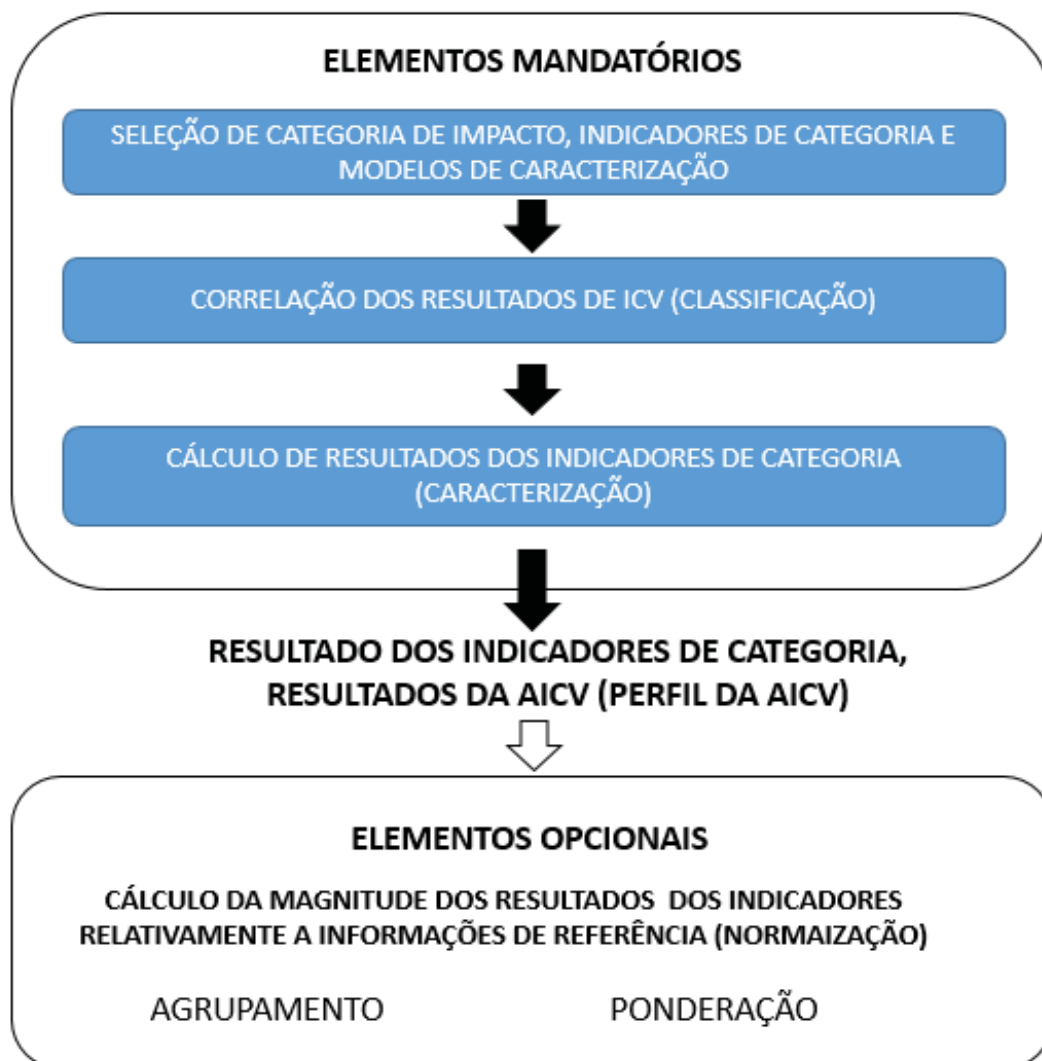 ELEMENTOS MANDATÓRIOS
SELEÇÃO DE CATEGORIA DE IMPACTO, INDICADORES DE CATEGORIA E
MODELOS DE CARACTERIZAÇÃO
CORRELAÇÃO DOS RESULTADOS DE ICV (CLASSIFICAÇÃO)
CÁLCULO DE RESULTADOS DOS INDICADORES DE CATEGORIA
(CARACTERIZAÇÃO)
RESULTADO DOS INDICADORES DE CATEGORIA,
RESULTADOS DA AICV (PERFIL DA AICV)
ELEMENTOS OPCIONAIS
CÁLCULO DA MAGNITUDE DOS RESULTADOS DOS INDICADORES
RELATIVAMENTE A INFORMAÇÕES DE REFERÊNCIA (NORMAIZAÇÃO)
AGRUPAMENTO PONDERAÇÃO